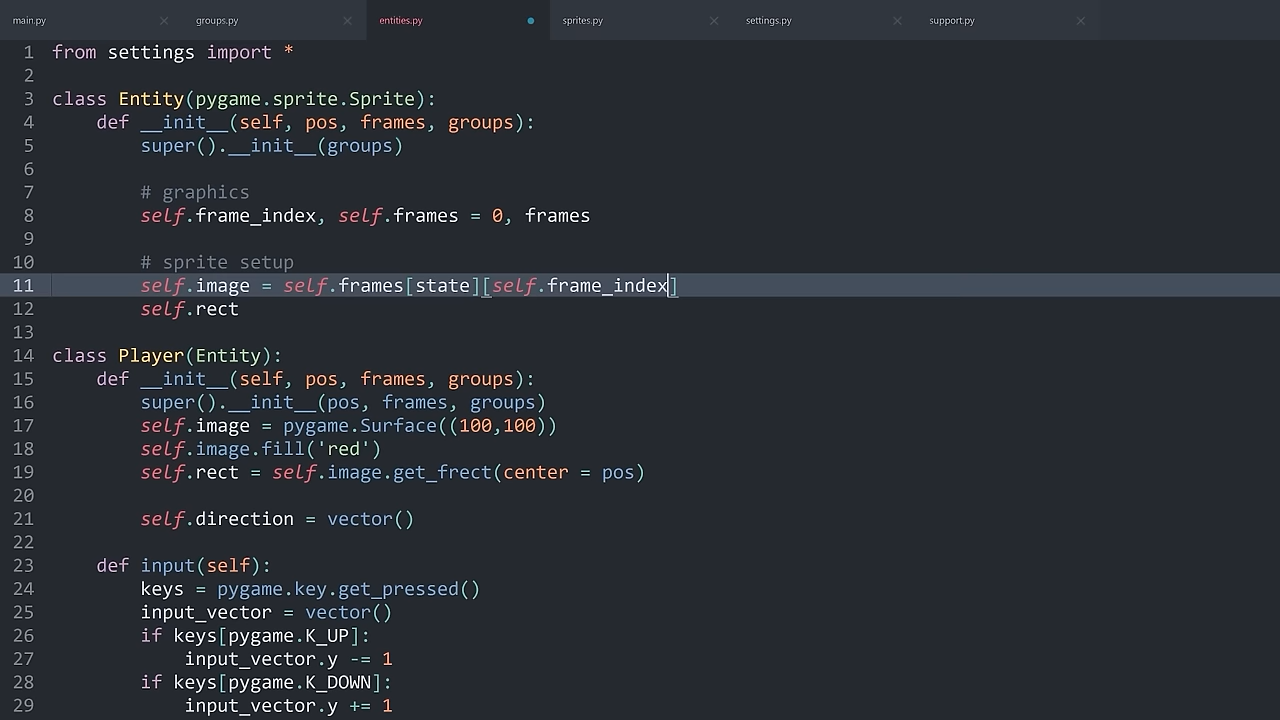 main.py groups.py entities.py sprites.py settings.py support.py
1 from settings import *
2
3 class Entity(pygame.sprite.Sprite):
4     def __init__(self, pos, frames, groups):
5         super().__init__(groups)
6
7         # graphics
8         self.frame_index, self.frames = 0, frames
9
10         # sprite setup
11         self.image = self.frames[state][self.frame_index]
12         self.rect
13
14 class Player(Entity):
15     def __init__(self, pos, frames, groups):
16         super().__init__(pos, frames, groups)
17         self.image = pygame.Surface((100,100))
18         self.image.fill('red')
19         self.rect = self.image.get_frect(center = pos)
20
21         self.direction = vector()
22
23     def input(self):
24         keys = pygame.key.get_pressed()
25         input_vector = vector()
26         if keys[pygame.K_UP]:
27             input_vector.y -= 1
28         if keys[pygame.K_DOWN]:
29             input_vector.y += 1